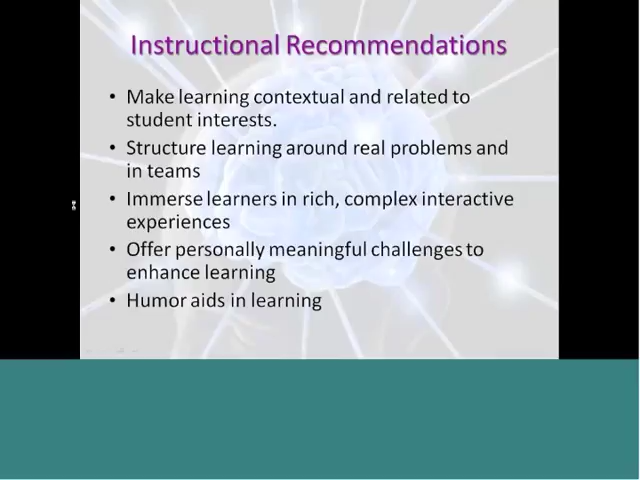 Instructional Recommendations
• Make learning contextual and related to
student interests.
• Structure learning around real problems and
in teams
• Immerse learners in rich, complex interactive
experiences
• Offer personally meaningful challenges to
enhance learning
• Humor aids in learning